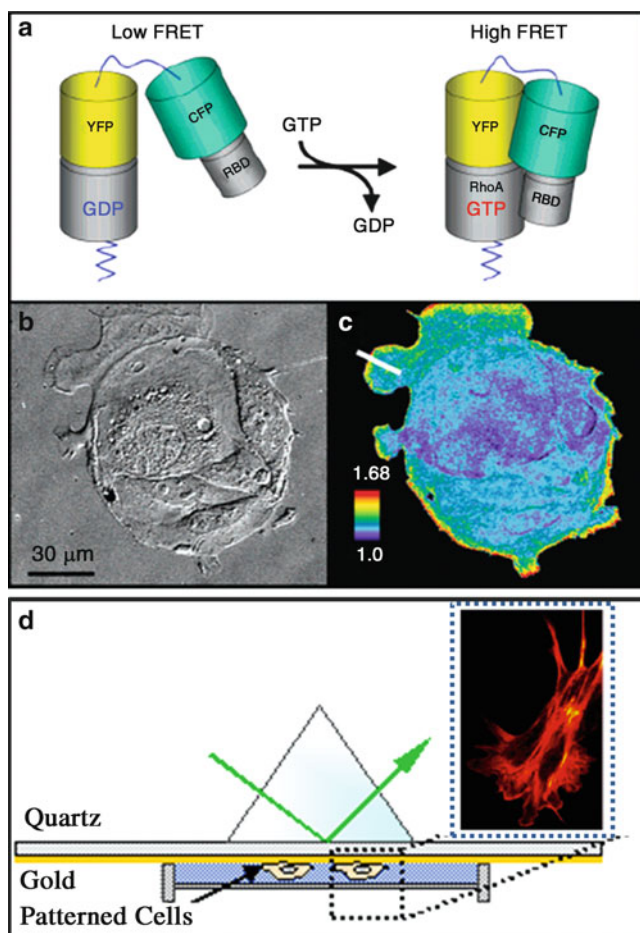 a
Low FRET
High FRET
YFP
CFP
RBD
GDP
GTP
GDP
YFP
CFP
RhoA
GTP
RBD
b
30 μm
c
1.68
1.0
d
Quartz
Gold
Patterned Cells